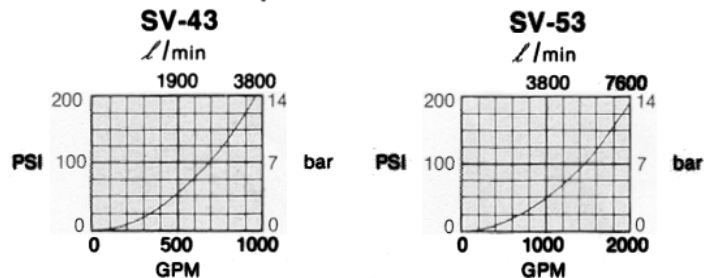 SV-43 SV-53
ℓ/min ℓ/min
1900 3800 3800 7600
200 14 200 14
PSI 100 7 bar PSI 100 7 bar
0 0 0 0
0 500 1000 0 1000 2000
GPM GPM